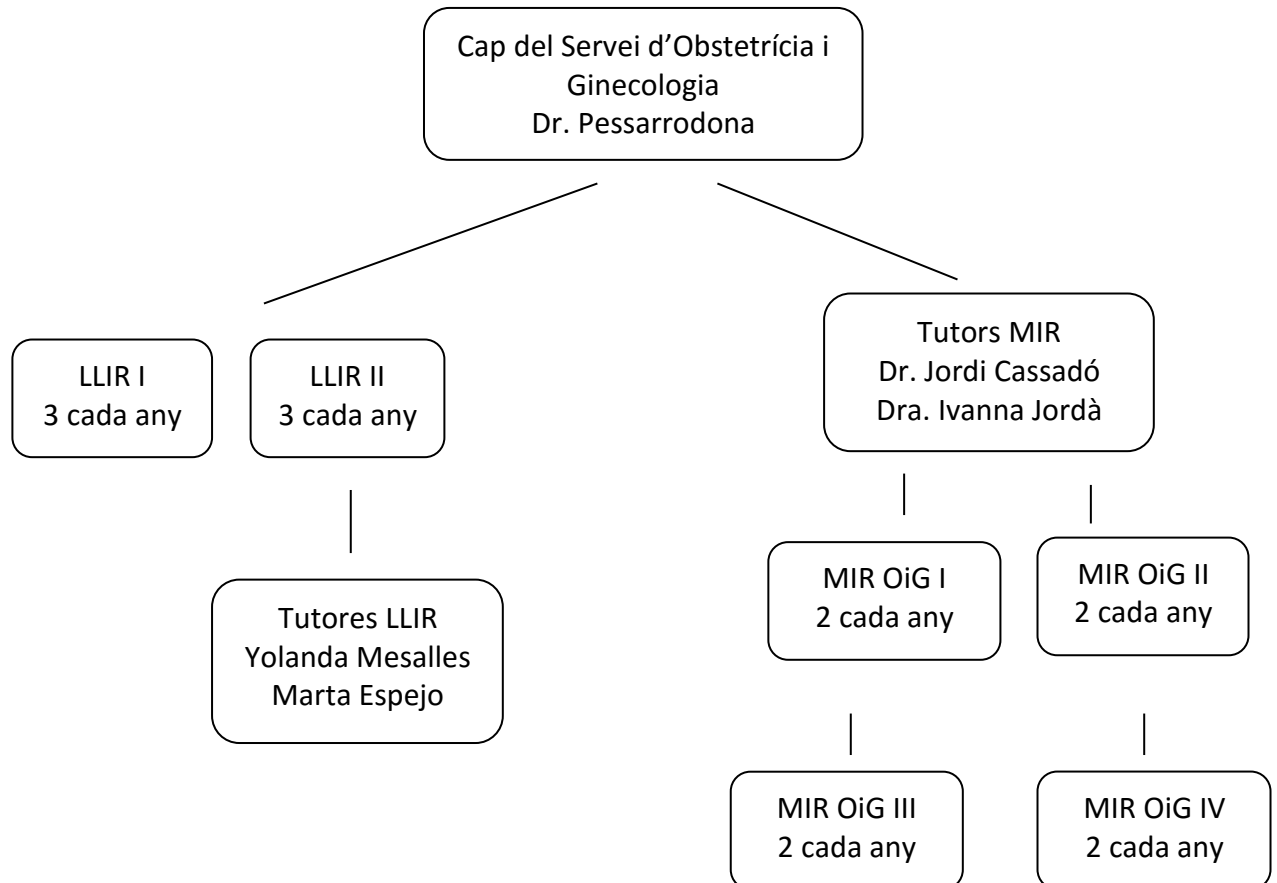 Cap del Servei d’Obstetrícia i
Ginecologia
Dr. Pessarrodona
LLIR I
3 cada any
LLIR II
3 cada any
Tutors MIR
Dr. Jordi Cassadó
Dra. Ivanna Jordà
Tutores LLIR
Yolanda Mesalles
Marta Espejo
MIR OiG I
2 cada any
MIR OiG II
2 cada any
MIR OiG III
2 cada any
MIR OiG IV
2 cada any